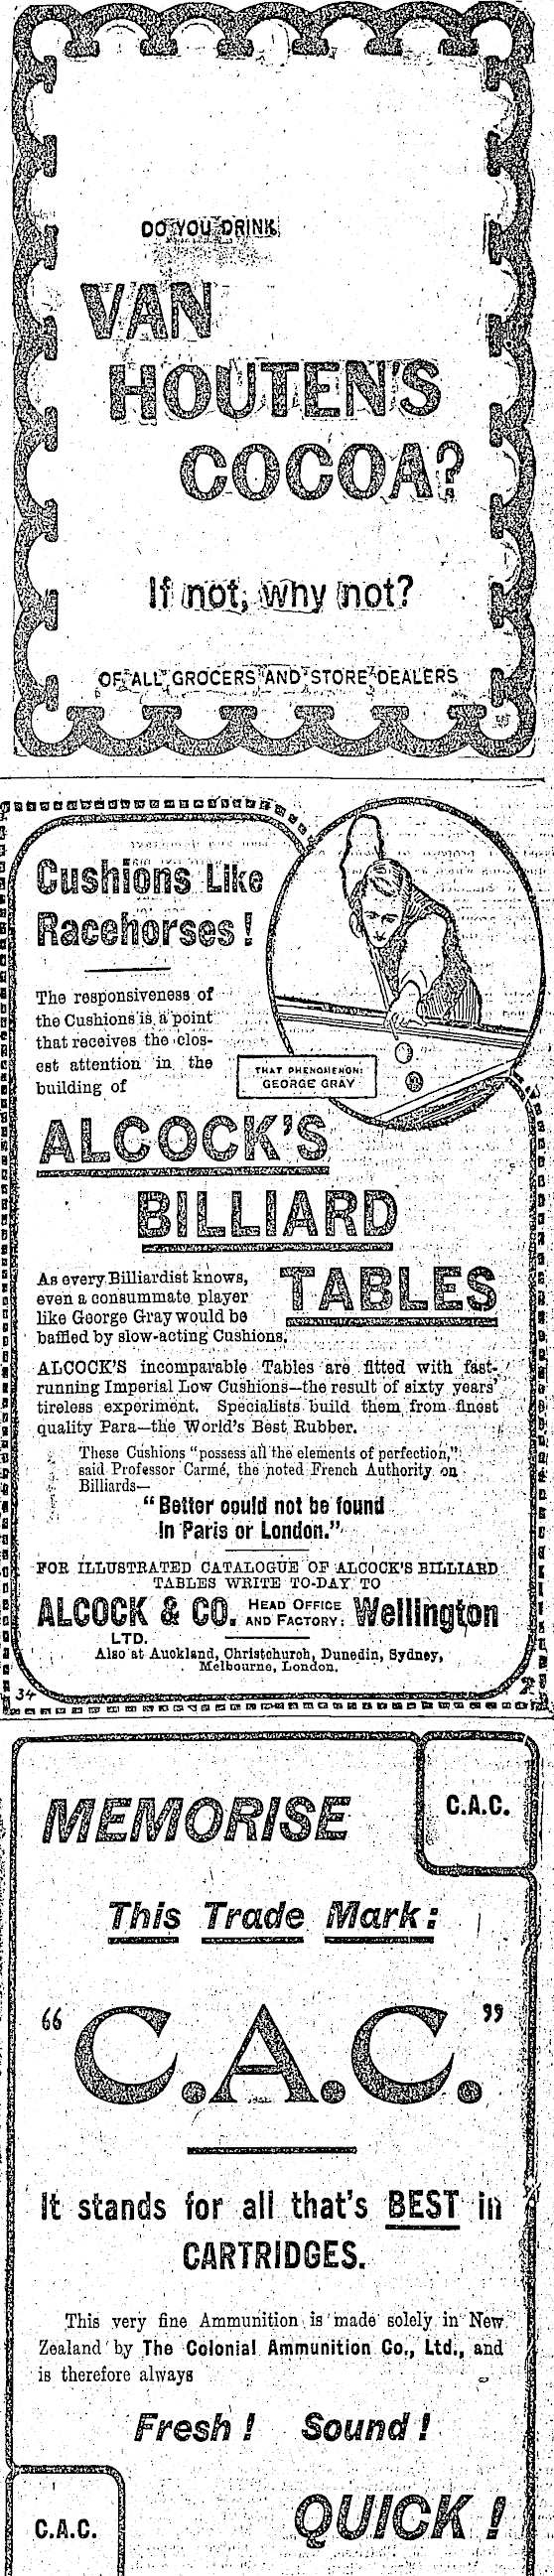 DO YOU DRINK
VAN
HOUTEN'S
COCOA?
If not, why not?
OF ALL GROCERS AND STORE DEALERS
Cushions Like
Racehorses!
The responsiveness of
the Cushions is a point
that receives the clos-
est attention in the
building of
THAT PHENOMENON:
GEORGE GRAY
ALCOCK'S
BILLIARD
TABLES
As every Billiardist knows,
even a consummate player
like George Gray would be
baffled by slow-acting Cushions.
ALCOCK'S incomparable Tables are fitted with fast-
running Imperial Low Cushions—the result of sixty years'
tireless experiment. Specialists build them from finest
quality Para—the World's Best Rubber.
These Cushions "possess all the elements of perfection,"
said Professor Carmé, the noted French Authority on
Billiards—
"Better could not be found
in Paris or London."
FOR ILLUSTRATED CATALOGUE OF ALCOCK'S BILLIARD
TABLES WRITE TO-DAY TO
ALCOCK & CO. HEAD OFFICE AND FACTORY: Wellington
LTD.
Also at Auckland, Christchurch, Dunedin, Sydney,
Melbourne, London.
34
MEMORISE
C.A.C.
This Trade Mark:
"C.A.C."
It stands for all that's BEST in
CARTRIDGES.
This very fine Ammunition is made solely in New
Zealand by The Colonial Ammunition Co., Ltd., and
is therefore always
Fresh! Sound!
QUICK!
C.A.C.